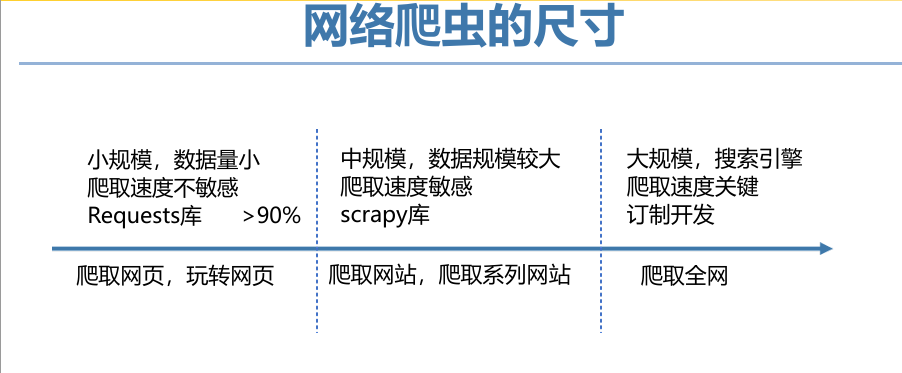 网络爬虫的尺寸
小规模，数据量小
爬取速度不敏感
Requests库 >90%
中规模，数据规模较大
爬取速度敏感
scrapy库
大规模，搜索引擎
爬取速度关键
订制开发
爬取网页，玩转网页
爬取网站，爬取系列网站
爬取全网